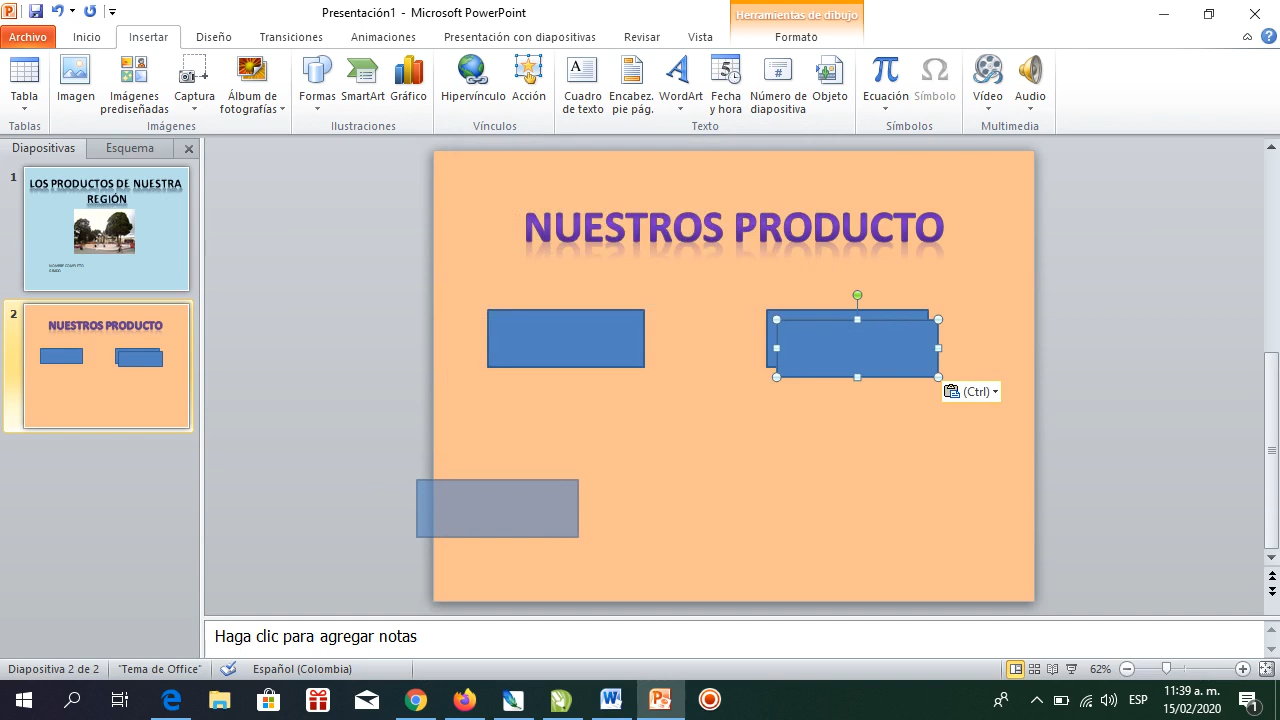 Presentación1 - Microsoft PowerPoint
Herramientas de dibujo
Archivo
Inicio
Insertar
Diseño
Transiciones
Animaciones
Presentación con diapositivas
Revisar
Vista
Formato
Tabla
Imagen
Imágenes
prediseñadas
Captura
Álbum de
fotografías
Formas
SmartArt
Gráfico
Hipervínculo
Acción
Cuadro
de texto
Encabez.
pie pág.
WordArt
Fecha
y hora
Número de
diapositiva
Objeto
Ecuación
Símbolo
Vídeo
Audio
Tablas
Imágenes
Ilustraciones
Vínculos
Texto
Símbolos
Multimedia
Diapositivas
Esquema
1
LOS PRODUCTOS DE NUESTRA
REGIÓN
NOMBRE COMPLETO
GRADO
2
NUESTROS PRODUCTO
NUESTROS PRODUCTO
(Ctrl)
Haga clic para agregar notas
Diapositiva 2 de 2
"Tema de Office"
Español (Colombia)
62%
ESP
11:39 a. m.
15/02/2020
1